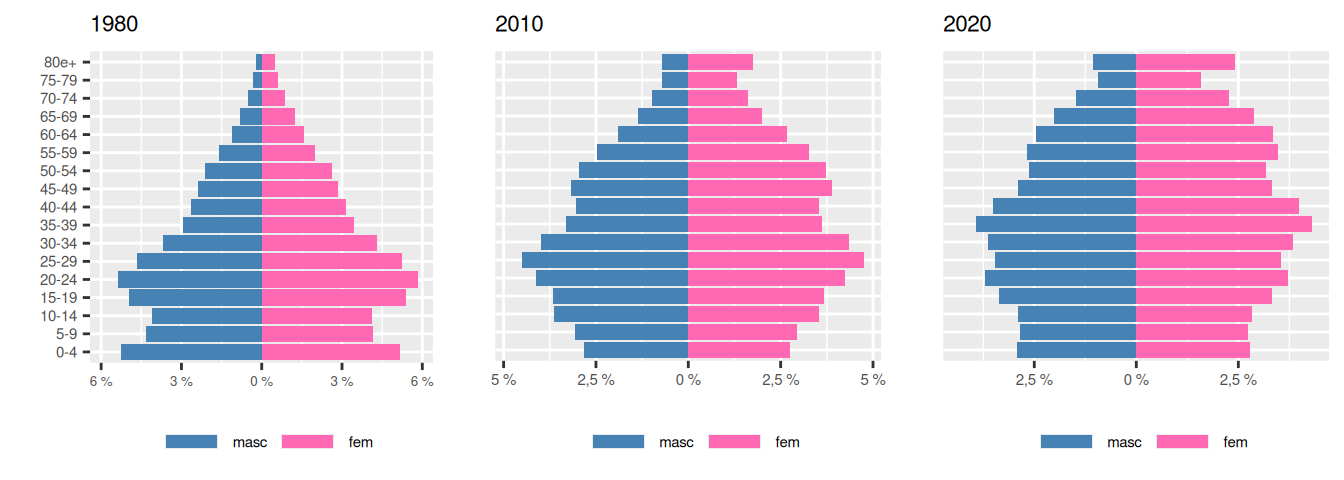 1980
80e+
75-79
70-74
65-69
60-64
55-59
50-54
45-49
40-44
35-39
30-34
25-29
20-24
15-19
10-14
5-9
0-4
6 % 3 % 0 % 3 % 6 %
masc fem
2010
5 % 2,5 % 0 % 2,5 % 5 %
masc fem
2020
2,5 % 0 % 2,5 %
masc fem